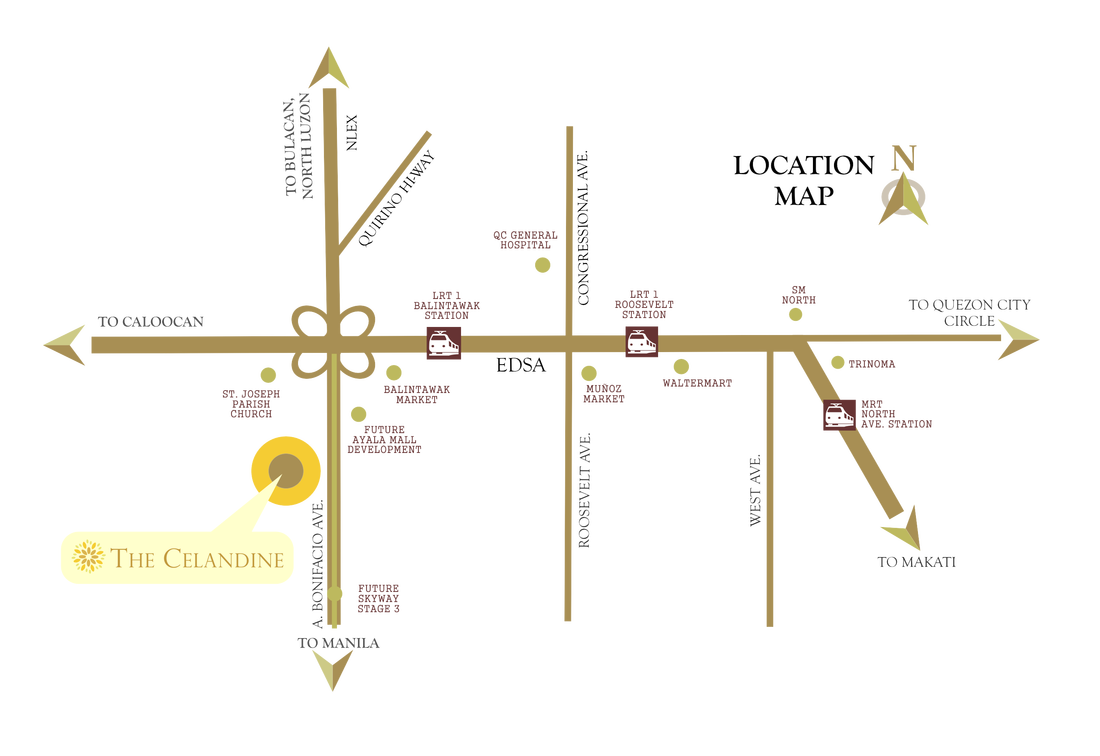 TO BULACAN,
NORTH LUZON
NLEX
QUIRINO HI-WAY
CONGRESSIONAL AVE.
LOCATION
MAP
N
QC GENERAL
HOSPITAL
LRT 1
BALINTAWAK
STATION
LRT 1
ROOSEVELT
STATION
SM
NORTH
TO QUEZON CITY
CIRCLE
TO CALOOCAN
EDSA
TRINOMA
ST. JOSEPH
PARISH
CHURCH
BALINTAWAK
MARKET
MUÑOZ
MARKET
WALTERMART
MRT
NORTH
AVE. STATION
FUTURE
AYALA MALL
DEVELOPMENT
ROOSEVELT AVE.
WEST AVE.
THE CELANDINE
A. BONIFACIO AVE.
FUTURE
SKYWAY
STAGE 3
TO MAKATI
TO MANILA